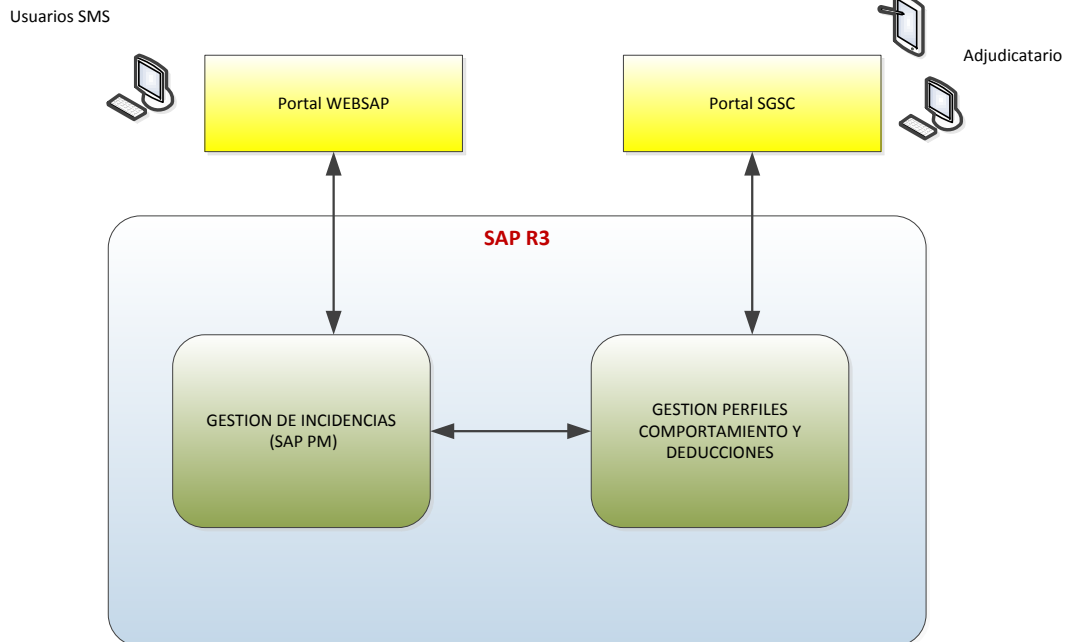 Usuarios SMS
Adjudicatario
Portal WEBSAP
Portal SGSC
SAP R3
GESTION DE INCIDENCIAS
(SAP PM)
GESTION PERFILES
COMPORTAMIENTO Y
DEDUCCIONES